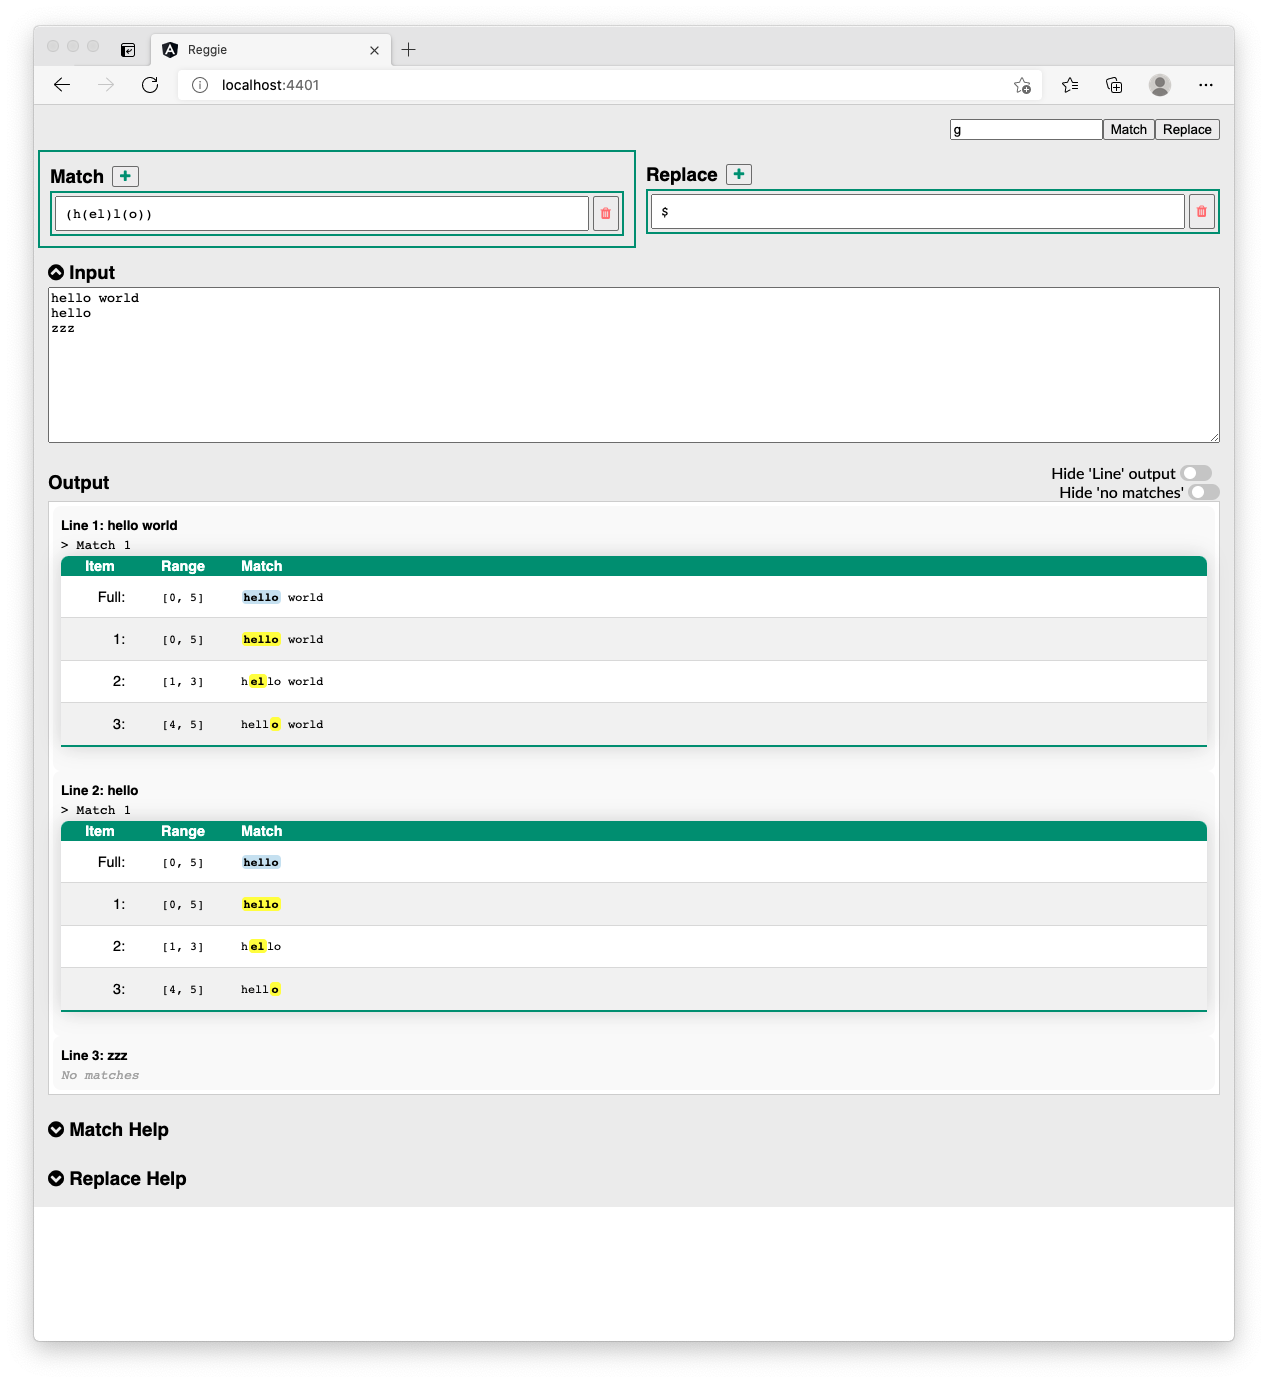 Reggie
localhost:4401
g Match Replace
Match
(h(el)l(o))
Replace
$
Input
hello world
hello
zzz
Output
Hide 'Line' output
Hide 'no matches'
Line 1: hello world
> Match 1
Item Range Match
Full: [0, 5] hello world
1: [0, 5] hello world
2: [1, 3] hello world
3: [4, 5] hello world
Line 2: hello
> Match 1
Item Range Match
Full: [0, 5] hello
1: [0, 5] hello
2: [1, 3] hello
3: [4, 5] hello
Line 3: zzz
No matches
Match Help
Replace Help